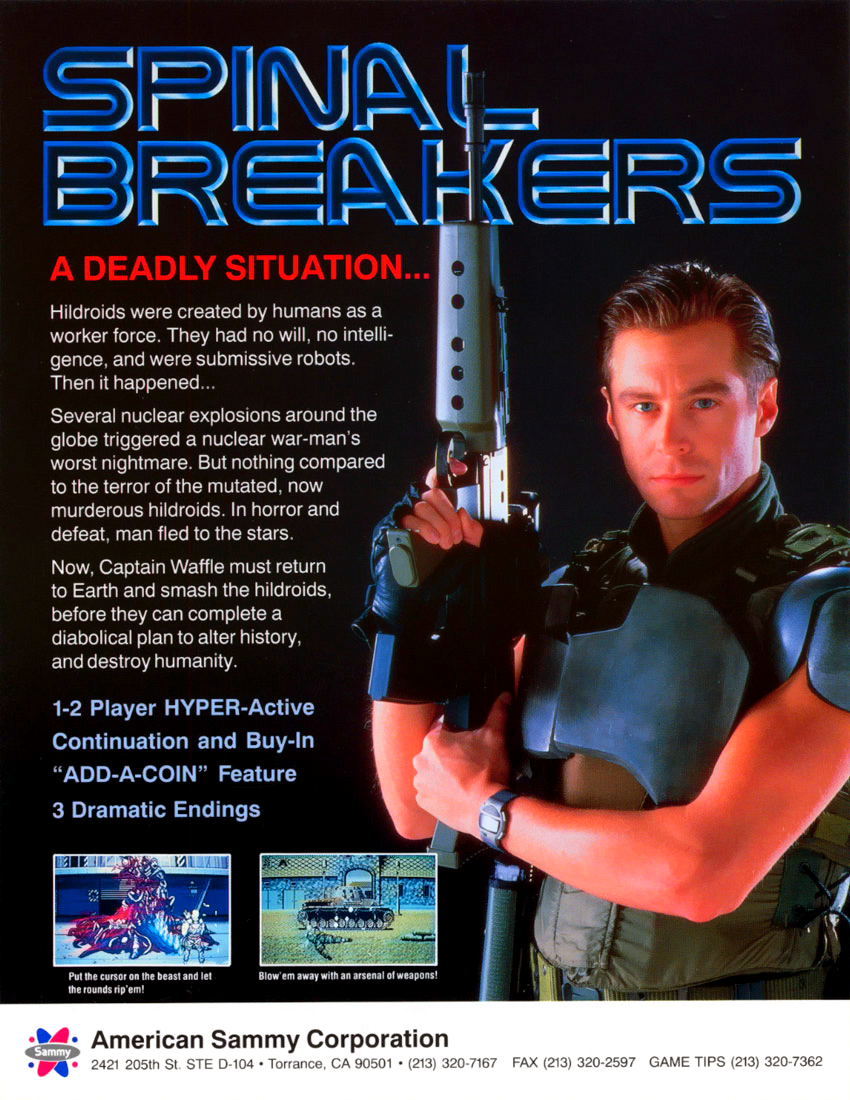 SPINAL
BREAKERS
A DEADLY SITUATION...
Hildroids were created by humans as a
worker force. They had no will, no intelli-
gence, and were submissive robots.
Then it happened...
Several nuclear explosions around the
globe triggered a nuclear war-man's
worst nightmare. But nothing compared
to the terror of the mutated, now
murderous hildroids. In horror and
defeat, man fled to the stars.
Now, Captain Waffle must return
to Earth and smash the hildroids,
before they can complete a
diabolical plan to alter history,
and destroy humanity.
1-2 Player HYPER-Active
Continuation and Buy-In
“ADD-A-COIN” Feature
3 Dramatic Endings
Put the cursor on the beast and let
the rounds rip'em!
Blow'em away with an arsenal of weapons!
Sammy
American Sammy Corporation
2421 205th St. STE D-104 • Torrance, CA 90501 • (213) 320-7167 FAX (213) 320-2597 GAME TIPS (213) 320-7362